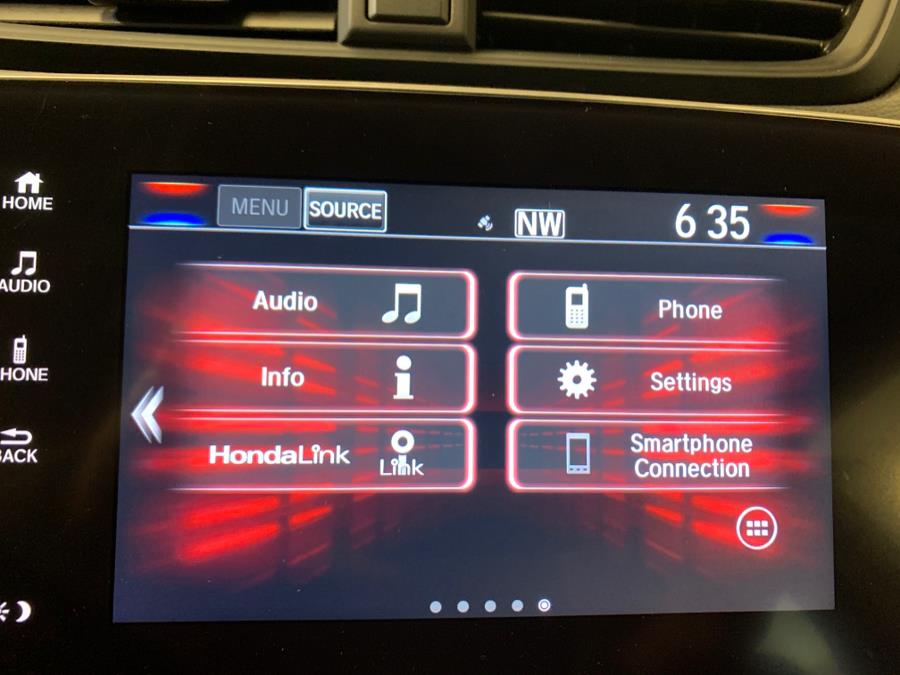 HOME
AUDIO
HONE
BACK
MENU SOURCE NW 6 35
Audio
Info
HondaLink Link
Phone
Settings
Smartphone
Connection